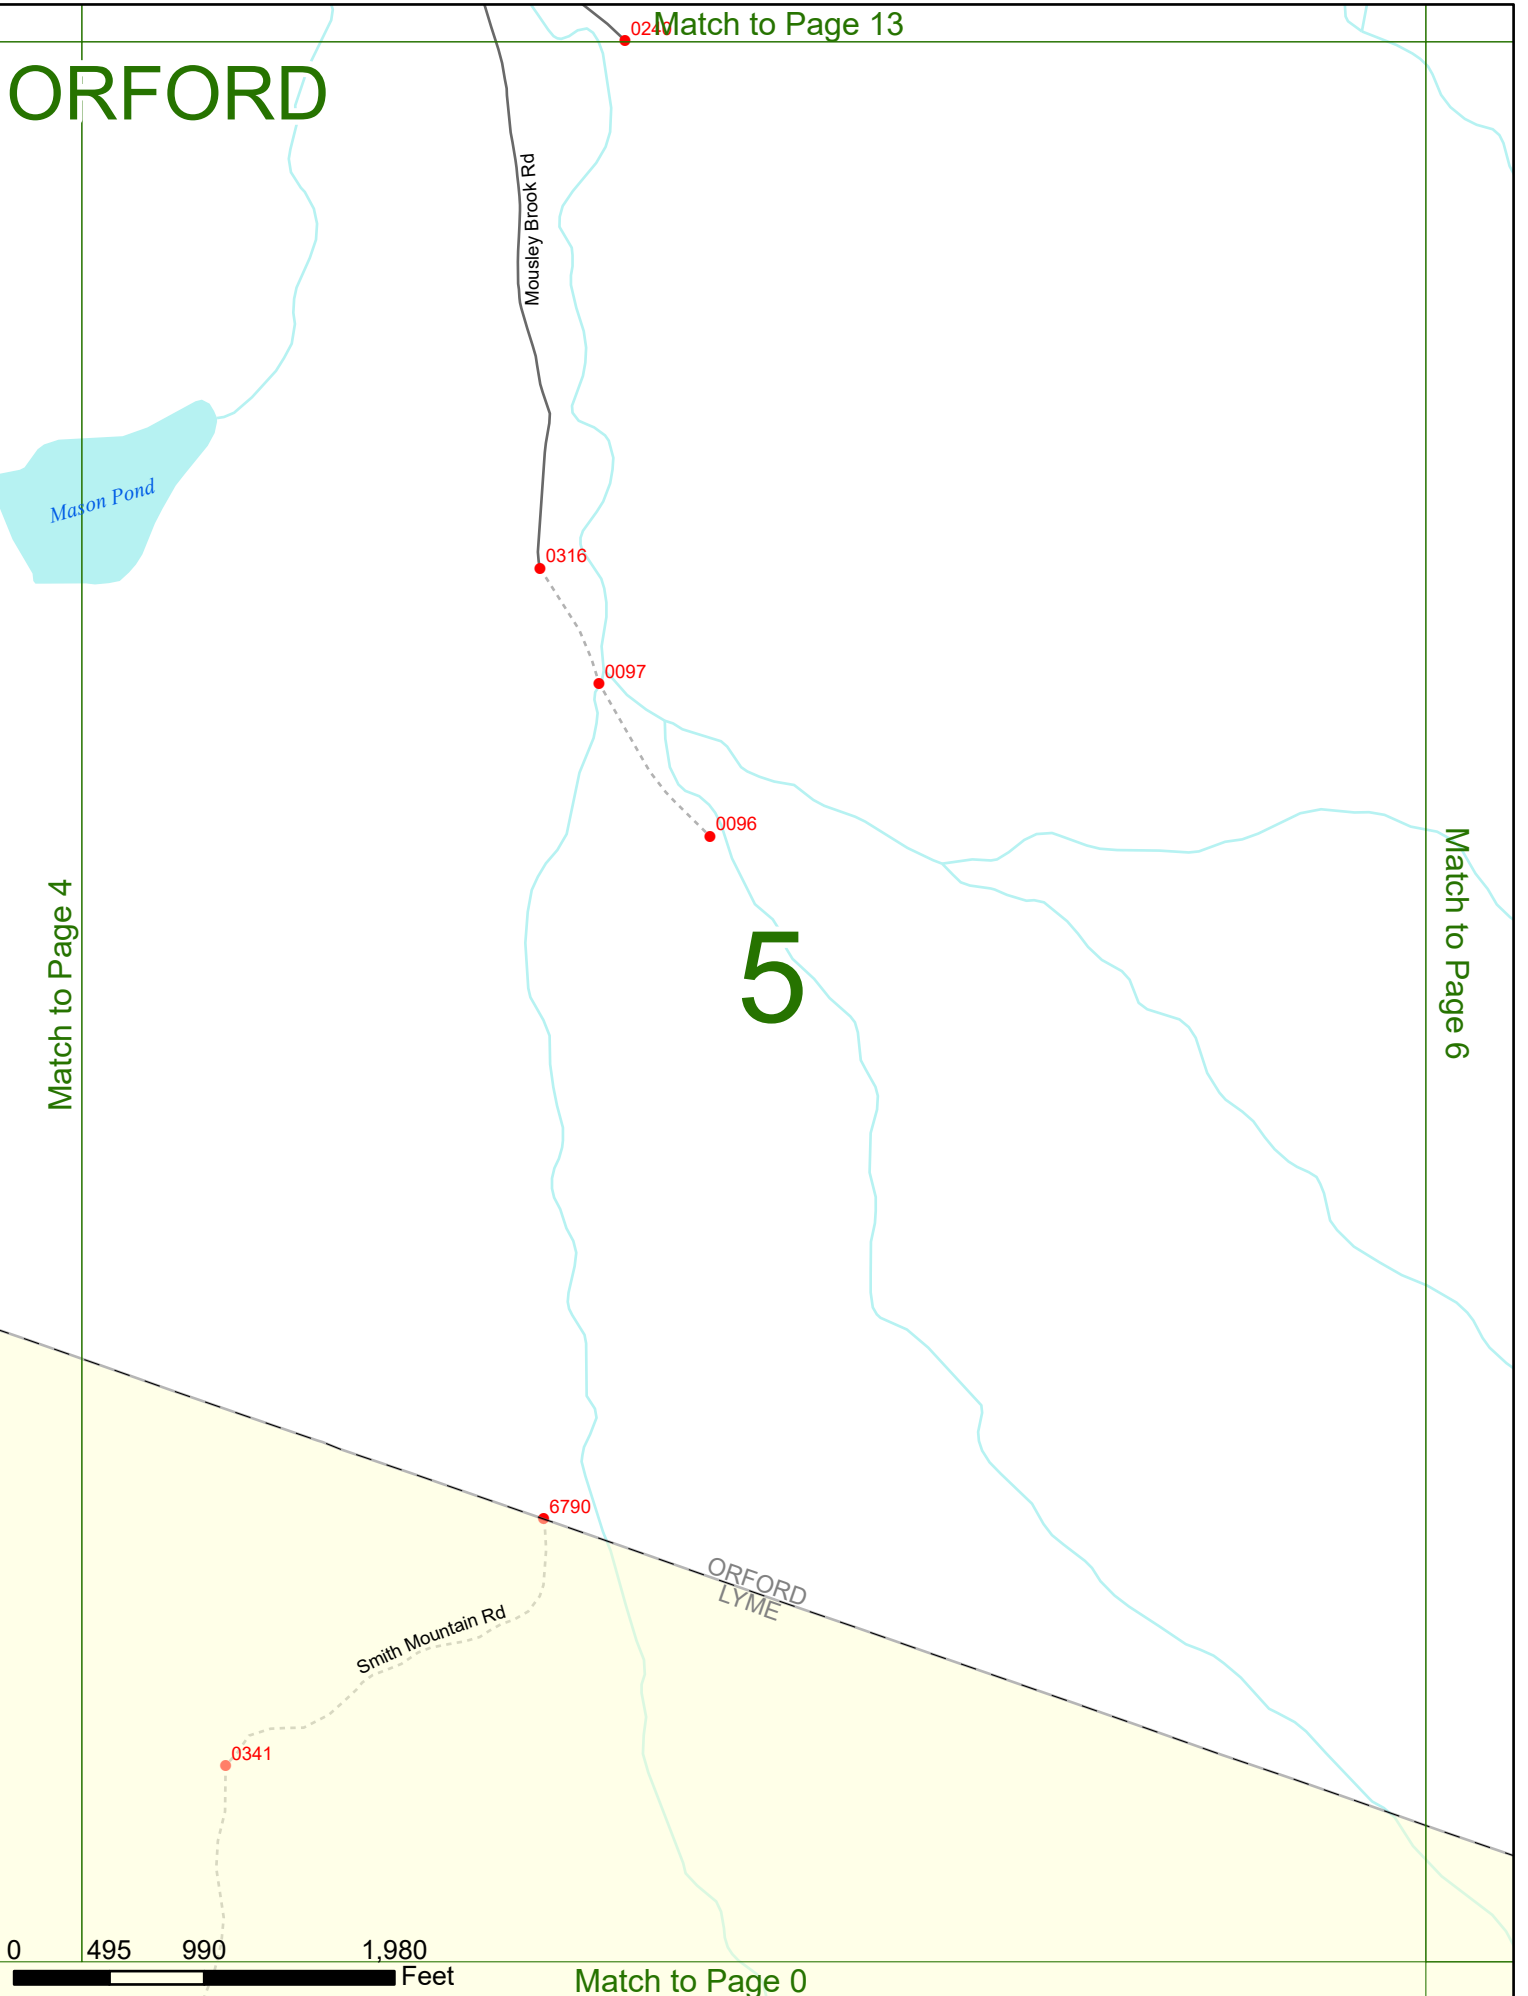 0240
Match to Page 13
ORFORD
Mousley Brook Rd
Mason Pond
0316
0097
0096
Match to Page 4
5
Match to Page 6
6790
ORFORD
LYME
Smith Mountain Rd
0341
0 495 990 1,980
Feet
Match to Page 0